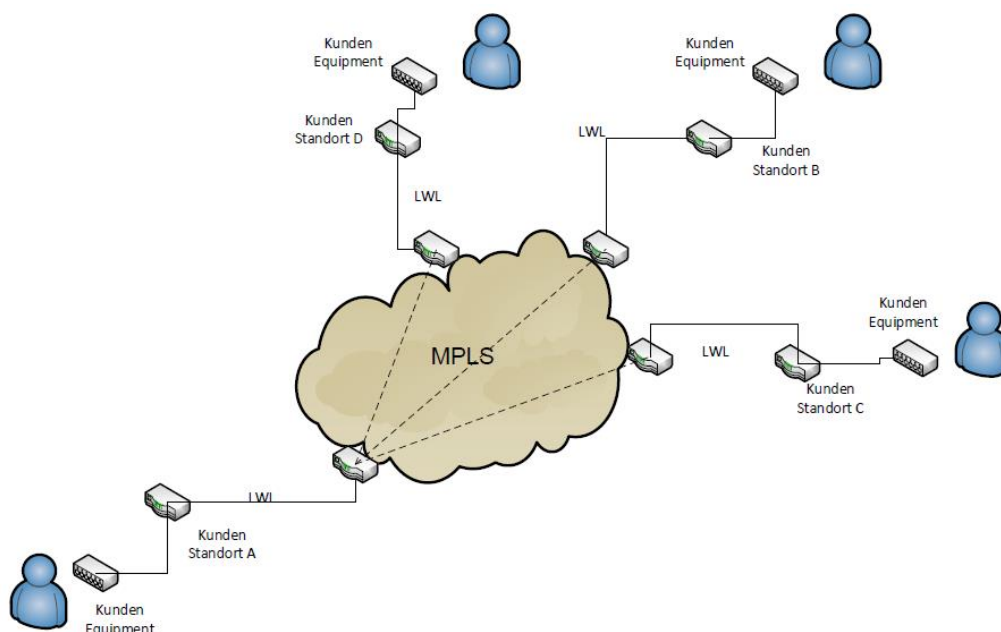 Kunden
Equipment
Kunden
Standort D
LWL
Kunden
Equipment
LWL
Kunden
Standort B
MPLS
Kunden
Equipment
LWL
Kunden
Standort C
LWL
Kunden
Standort A
Kunden
Equipment